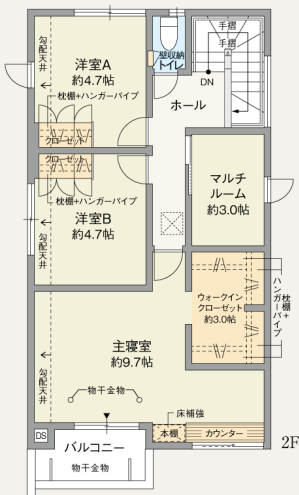 手摺
手摺
勾配天井
洋室A
約4.7帖
壁収納
トイレ
DN
枕棚+ハンガーパイプ
ホール
クローゼット
クローゼット
枕棚+ハンガーパイプ
マルチ
ルーム
約3.0帖
洋室B
約4.7帖
勾配天井
ウォークイン
クローゼット
約3.0帖
枕棚+
ハンガーパイプ
主寝室
約9.7帖
勾配天井
物干金物
床補強
DS
本棚
カウンター
2F
バルコニー
物干金物